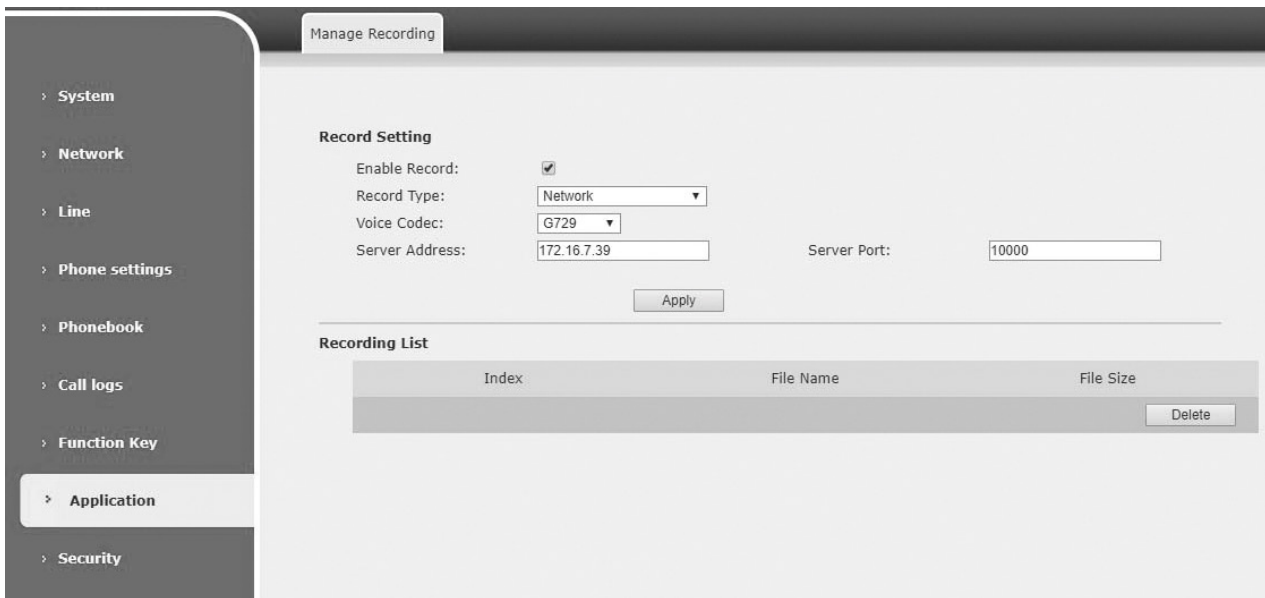 Manage Recording
System
Network
Line
Phone settings
Phonebook
Call logs
Function Key
Application
Security
Record Setting
Enable Record:
Record Type: Network
Voice Codec: G729
Server Address: 172.16.7.39 Server Port: 10000
Apply
Recording List
Index File Name File Size
Delete